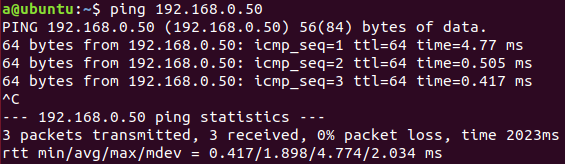 a@ubuntu:~$ ping 192.168.0.50
PING 192.168.0.50 (192.168.0.50) 56(84) bytes of data.
64 bytes from 192.168.0.50: icmp_seq=1 ttl=64 time=4.77 ms
64 bytes from 192.168.0.50: icmp_seq=2 ttl=64 time=0.505 ms
64 bytes from 192.168.0.50: icmp_seq=3 ttl=64 time=0.417 ms
^C
--- 192.168.0.50 ping statistics ---
3 packets transmitted, 3 received, 0% packet loss, time 2023ms
rtt min/avg/max/mdev = 0.417/1.898/4.774/2.034 ms